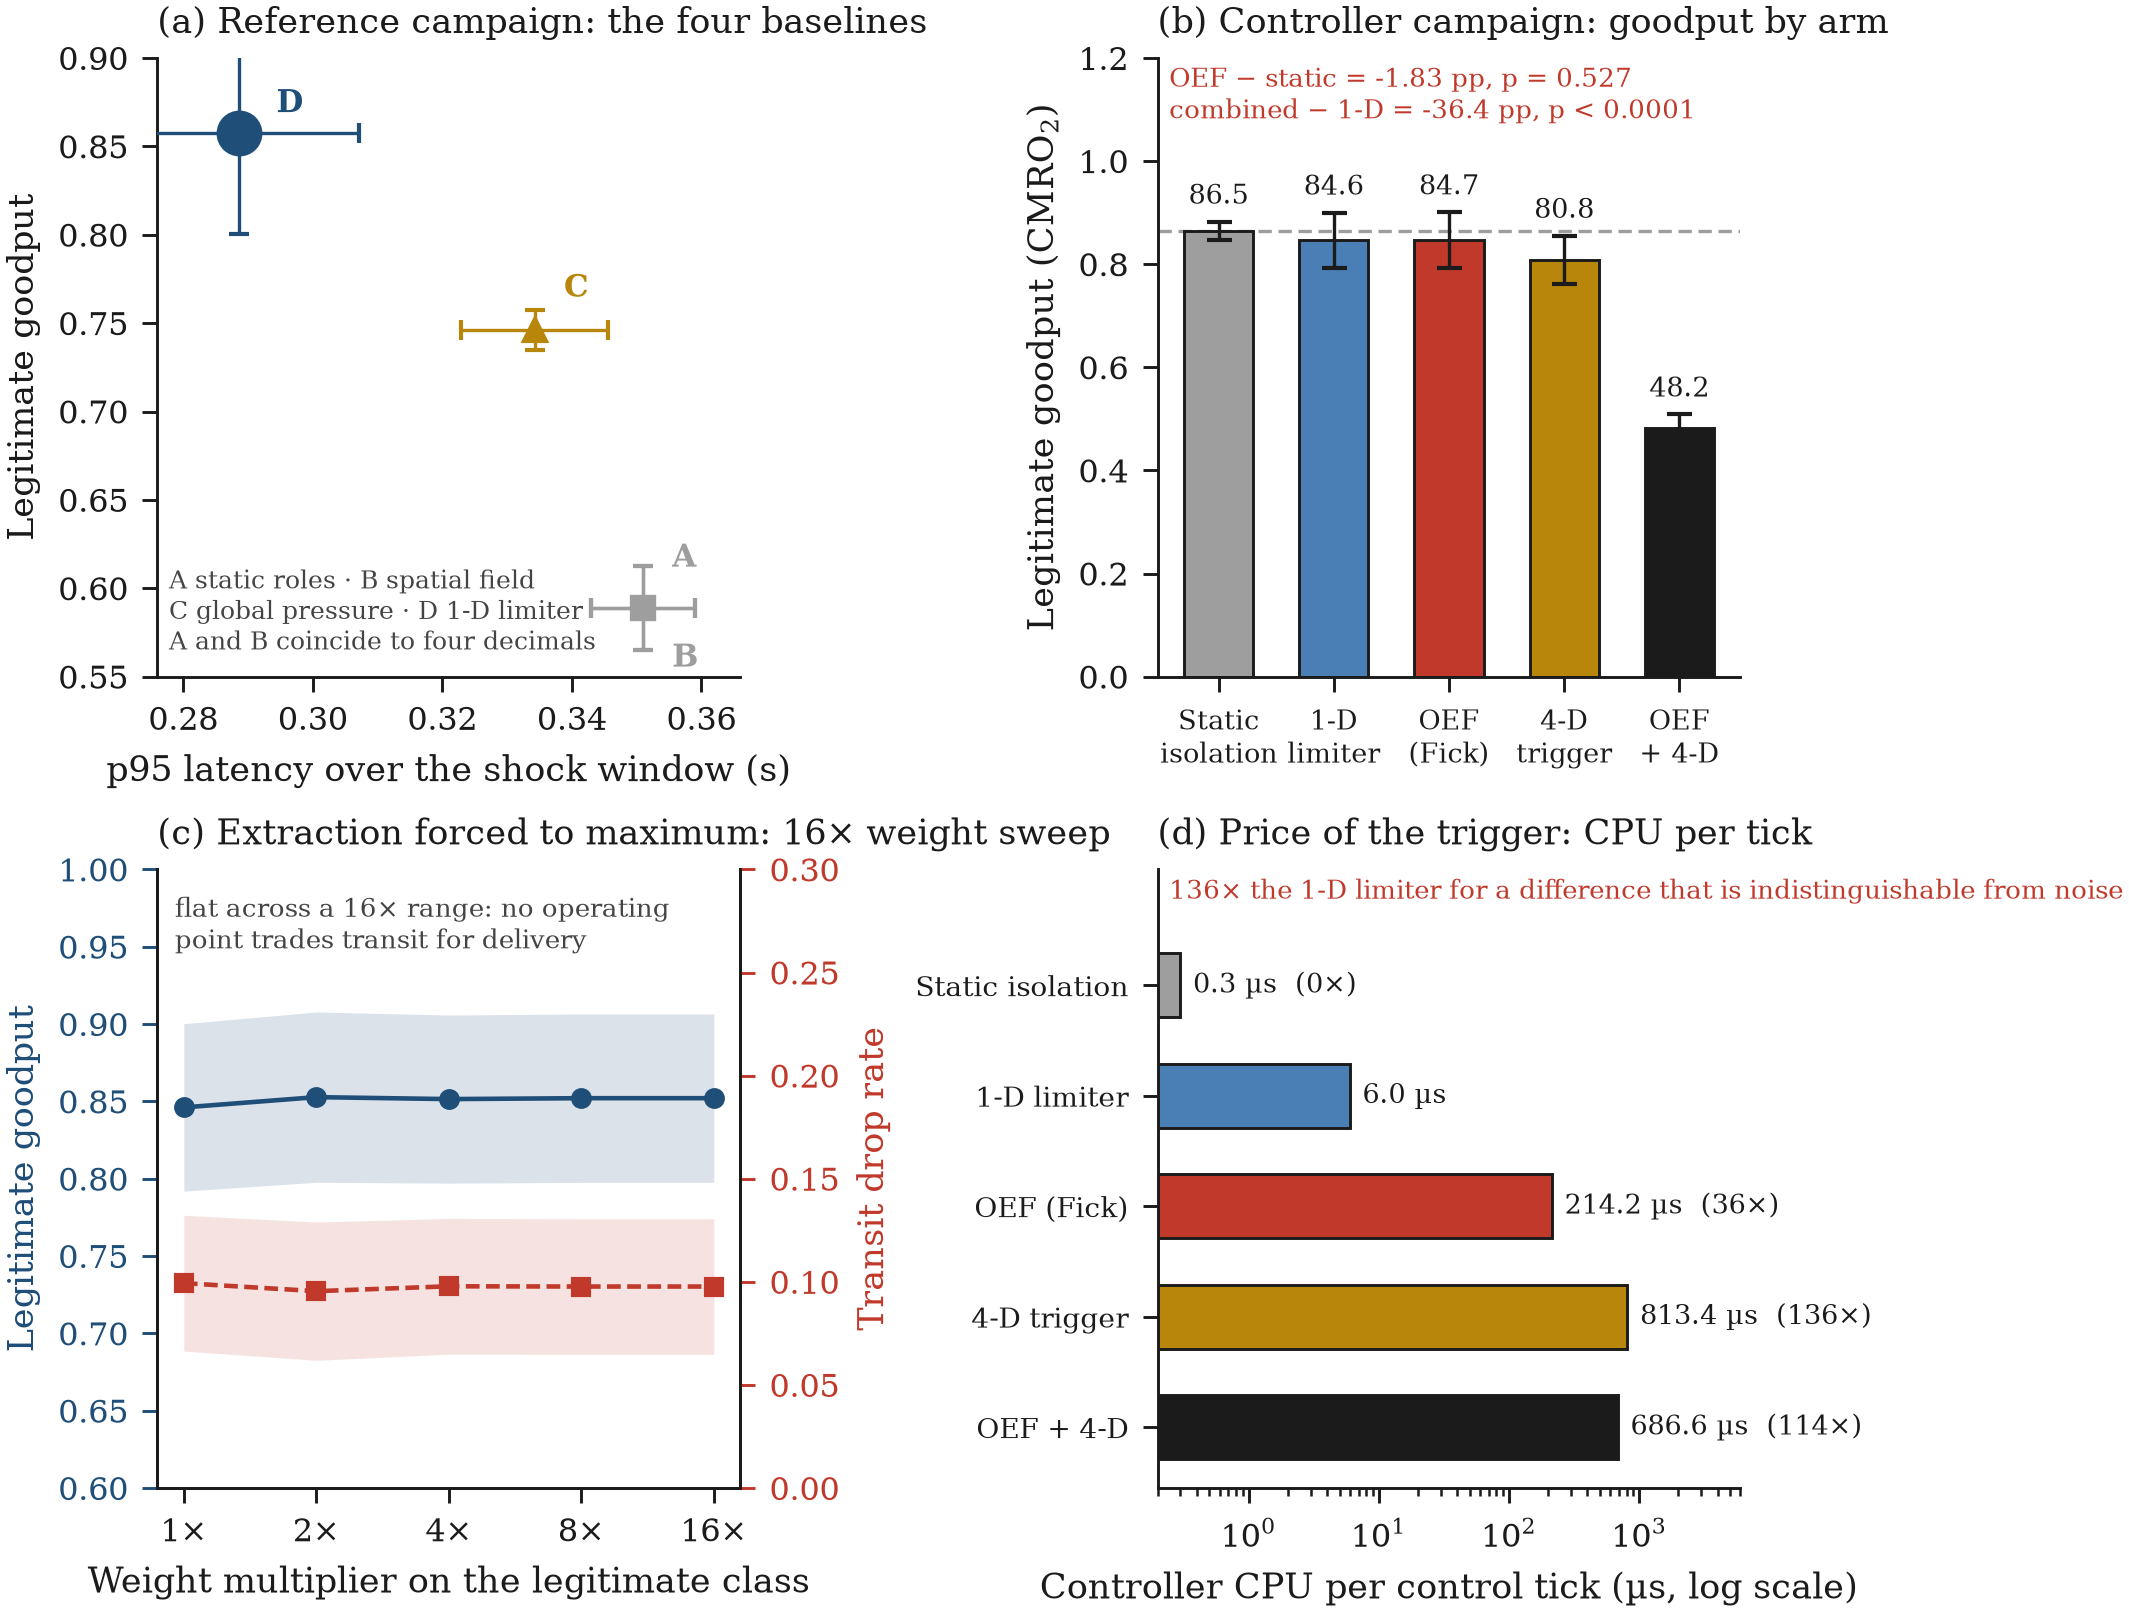 (a) Reference campaign: the four baselines
Legitimate goodput
0.90
0.85
0.80
0.75
0.70
0.65
0.60
0.55
D
C
A
B
A static roles · B spatial field
C global pressure · D 1-D limiter
A and B coincide to four decimals
0.28 0.30 0.32 0.34 0.36
p95 latency over the shock window (s)
(b) Controller campaign: goodput by arm
Legitimate goodput (CMRO₂)
1.2
1.0
0.8
0.6
0.4
0.2
0.0
OEF − static = -1.83 pp, p = 0.527
combined − 1-D = -36.4 pp, p < 0.0001
86.5 84.6 84.7 80.8 48.2
Static 1-D OEF 4-D OEF
isolation limiter (Fick) trigger + 4-D
(c) Extraction forced to maximum: 16× weight sweep
Legitimate goodput
1.00
0.95
0.90
0.85
0.80
0.75
0.70
0.65
0.60
flat across a 16× range: no operating
point trades transit for delivery
0.30
0.25
0.20
0.15
0.10
0.05
0.00
Transit drop rate
1× 2× 4× 8× 16×
Weight multiplier on the legitimate class
(d) Price of the trigger: CPU per tick
136× the 1-D limiter for a difference that is indistinguishable from noise
Static isolation 0.3 µs (0×)
1-D limiter 6.0 µs
OEF (Fick) 214.2 µs (36×)
4-D trigger 813.4 µs (136×)
OEF + 4-D 686.6 µs (114×)
10⁰ 10¹ 10² 10³
Controller CPU per control tick (µs, log scale)